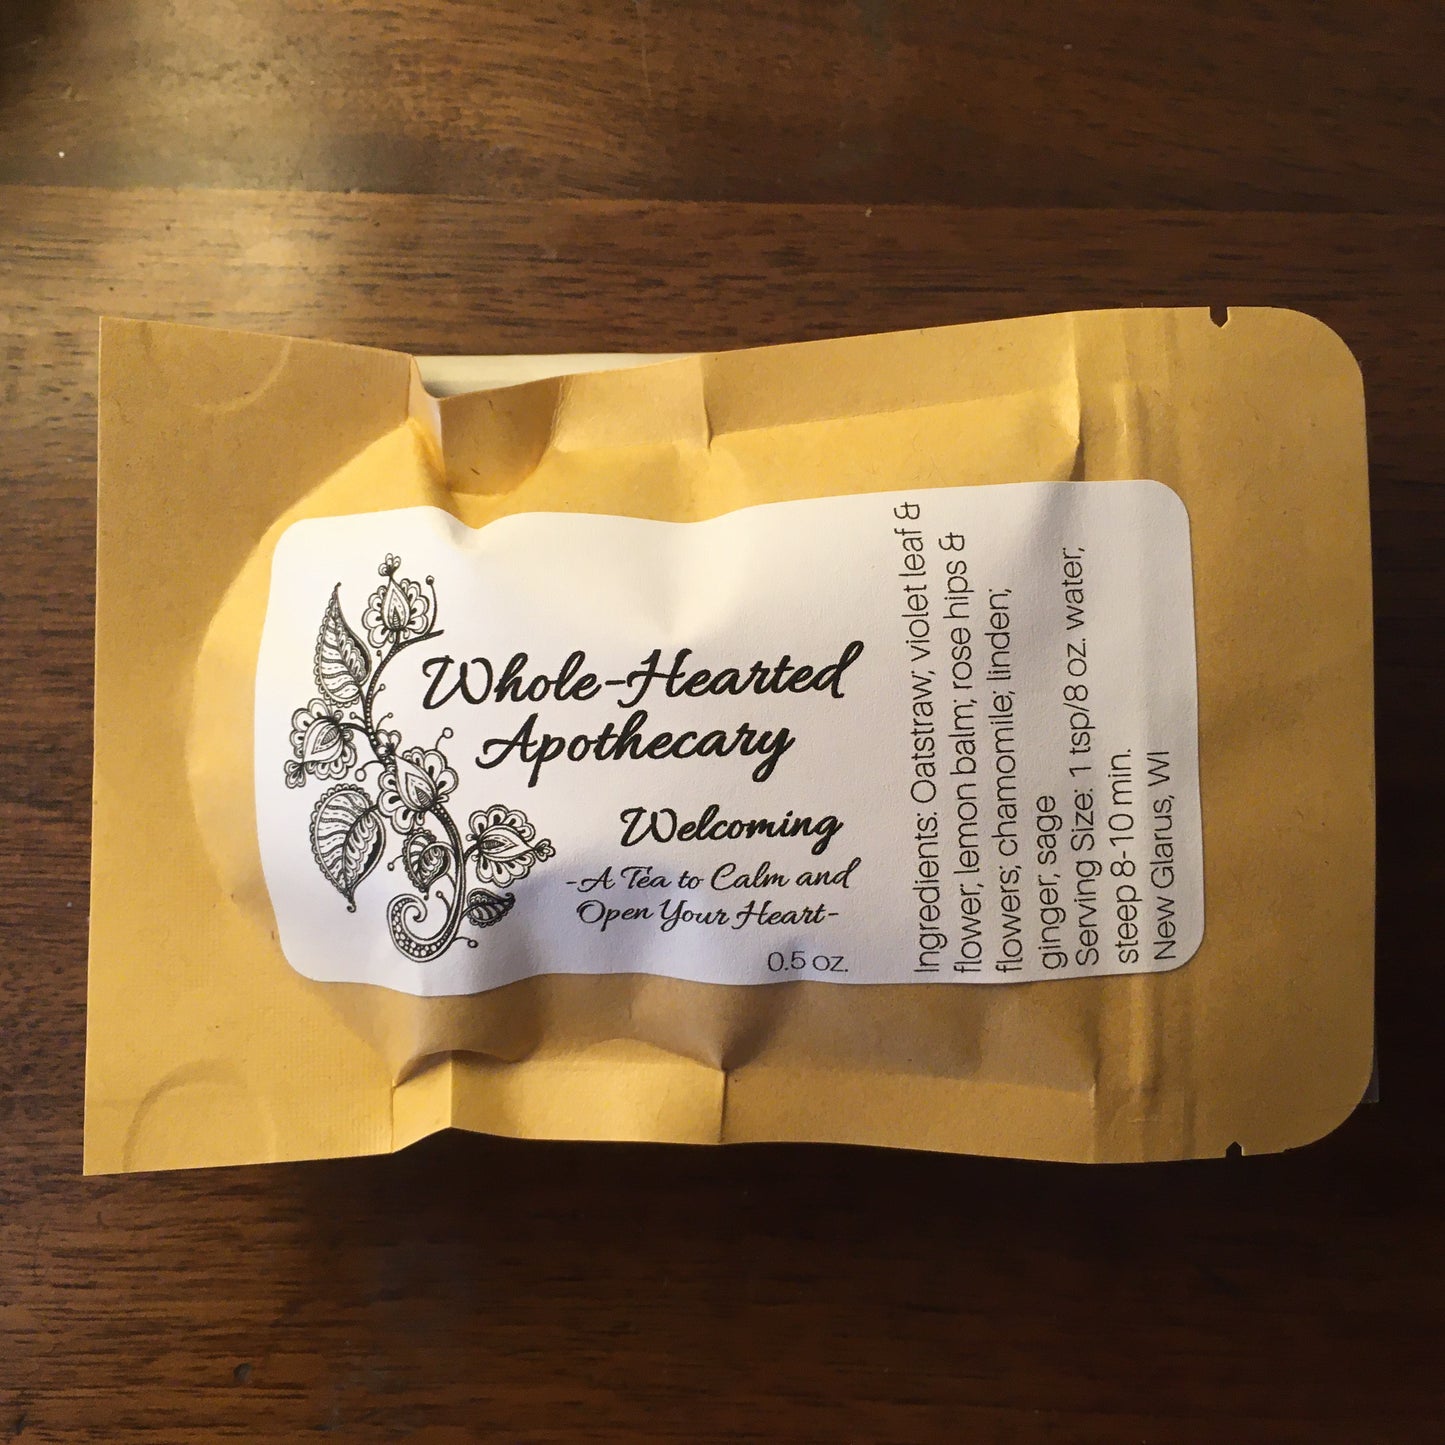 Whole-Hearted
Apothecary
Welcoming
-A Tea to Calm and
Open Your Heart-
0.5 oz.
Ingredients: Oatstraw; violet leaf &
flower; lemon balm; rose hips &
flowers; chamomile; linden;
ginger, sage
Serving Size: 1 tsp/8 oz. water;
steep 8-10 min.
New Glarus, WI